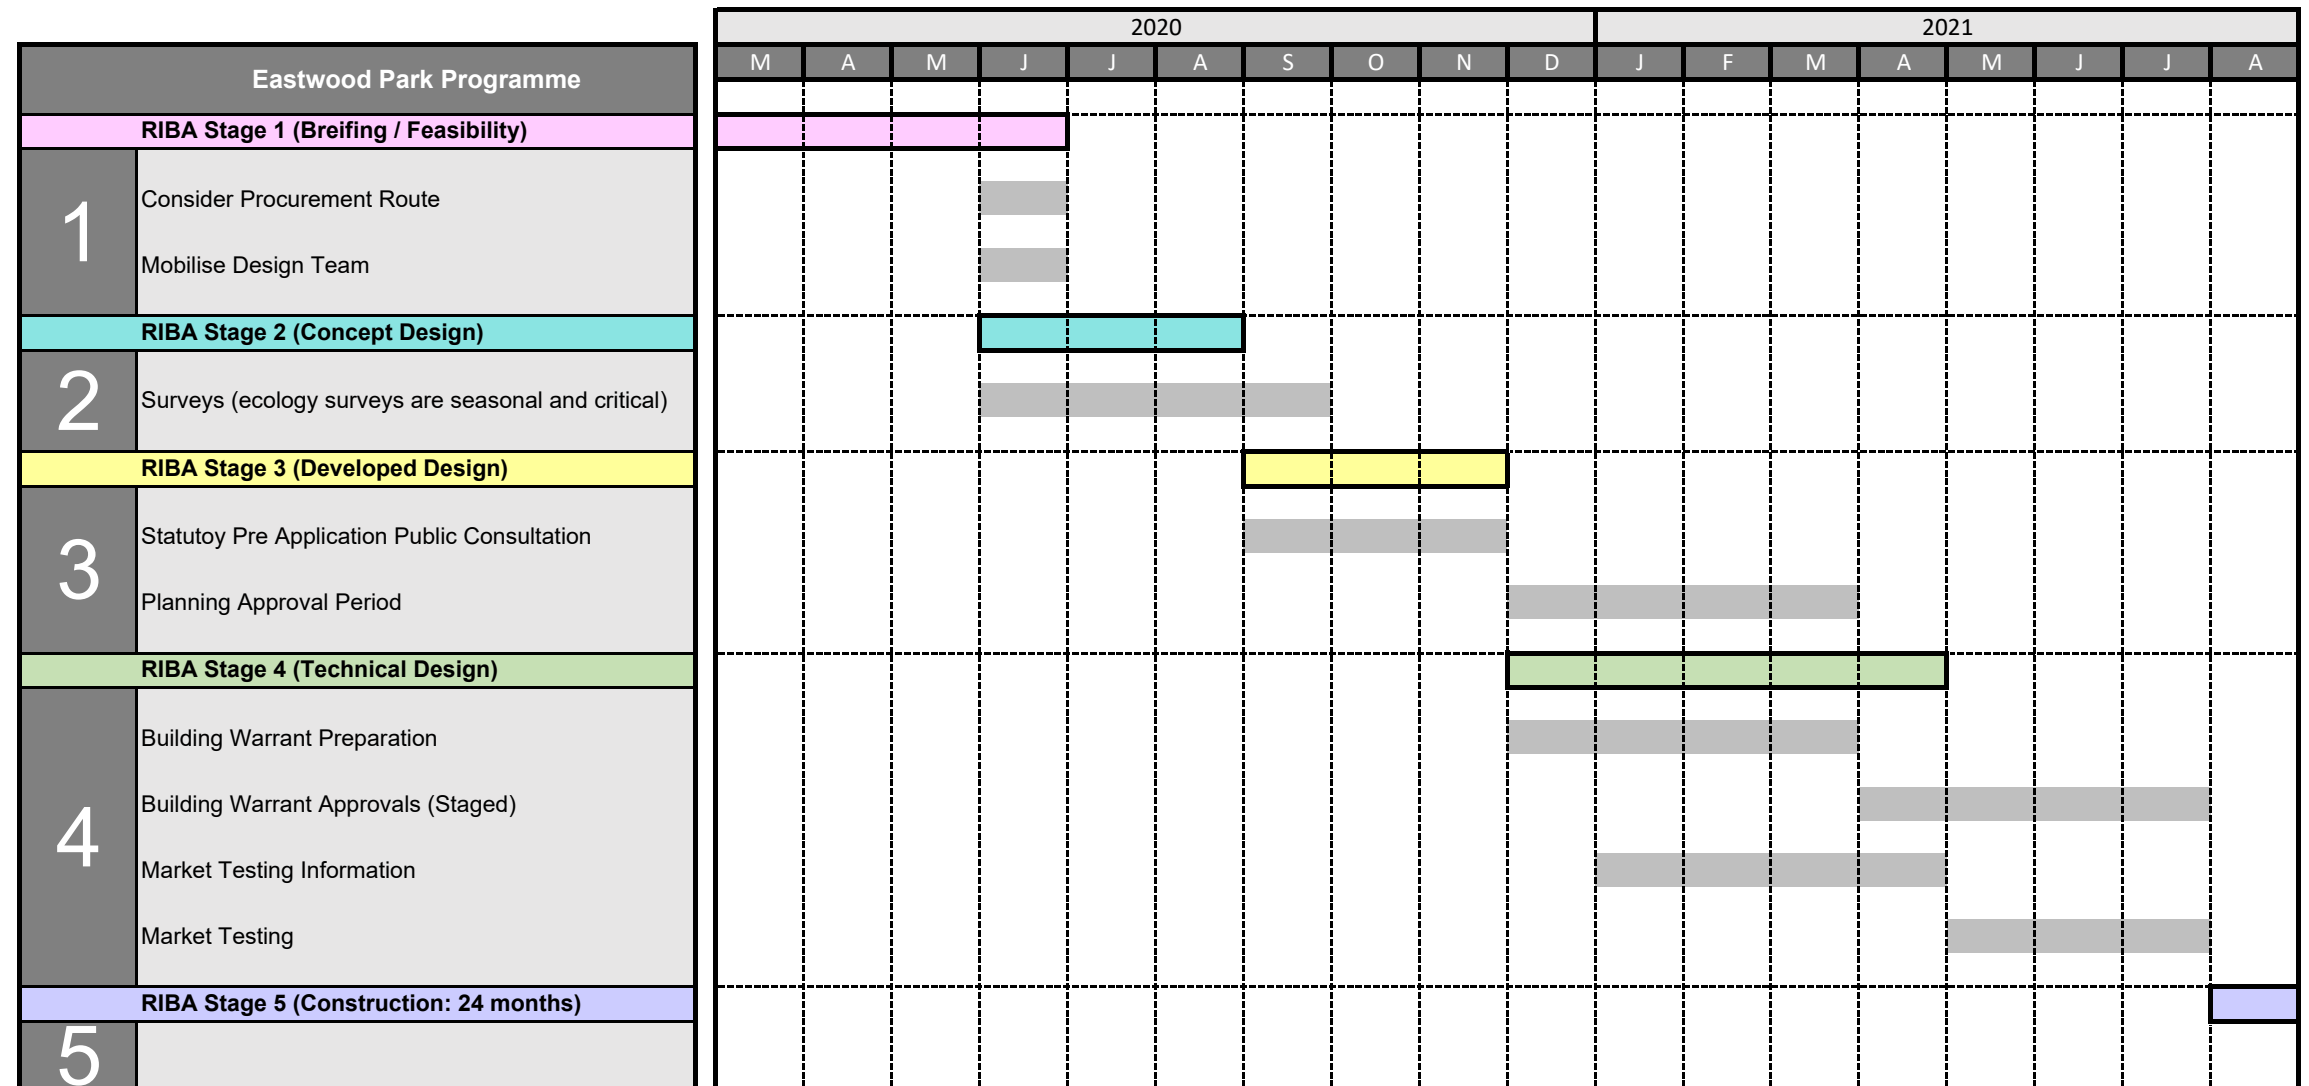 2020 2021
Eastwood Park Programme
M A M J J A S O N D J F M A M J J A
RIBA Stage 1 (Breifing / Feasibility)
1
Consider Procurement Route
Mobilise Design Team
RIBA Stage 2 (Concept Design)
2
Surveys (ecology surveys are seasonal and critical)
RIBA Stage 3 (Developed Design)
3
Statutoy Pre Application Public Consultation
Planning Approval Period
RIBA Stage 4 (Technical Design)
4
Building Warrant Preparation
Building Warrant Approvals (Staged)
Market Testing Information
Market Testing
RIBA Stage 5 (Construction: 24 months)
5